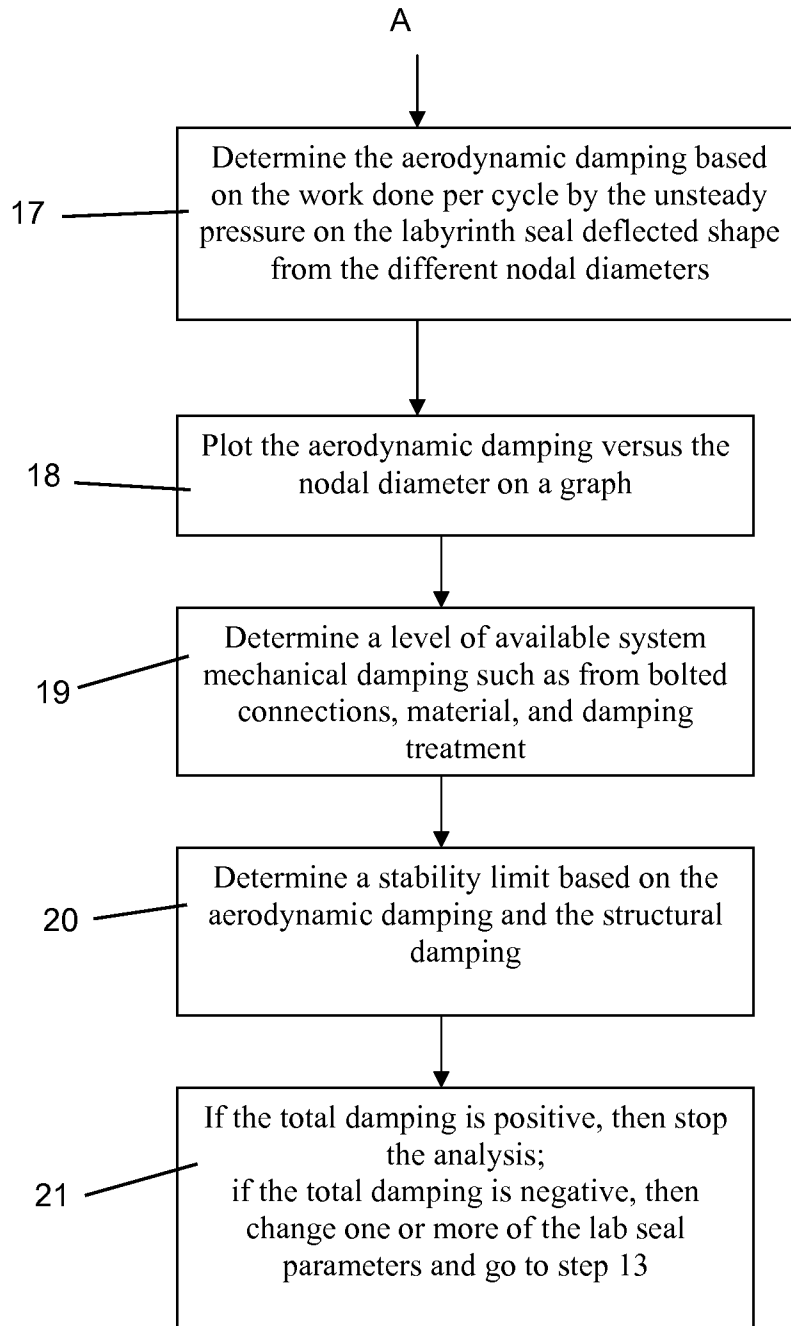 A
17
Determine the aerodynamic damping based
on the work done per cycle by the unsteady
pressure on the labyrinth seal deflected shape
from the different nodal diameters
18
Plot the aerodynamic damping versus the
nodal diameter on a graph
19
Determine a level of available system
mechanical damping such as from bolted
connections, material, and damping
treatment
20
Determine a stability limit based on the
aerodynamic damping and the structural
damping
21
If the total damping is positive, then stop
the analysis;
if the total damping is negative, then
change one or more of the lab seal
parameters and go to step 13